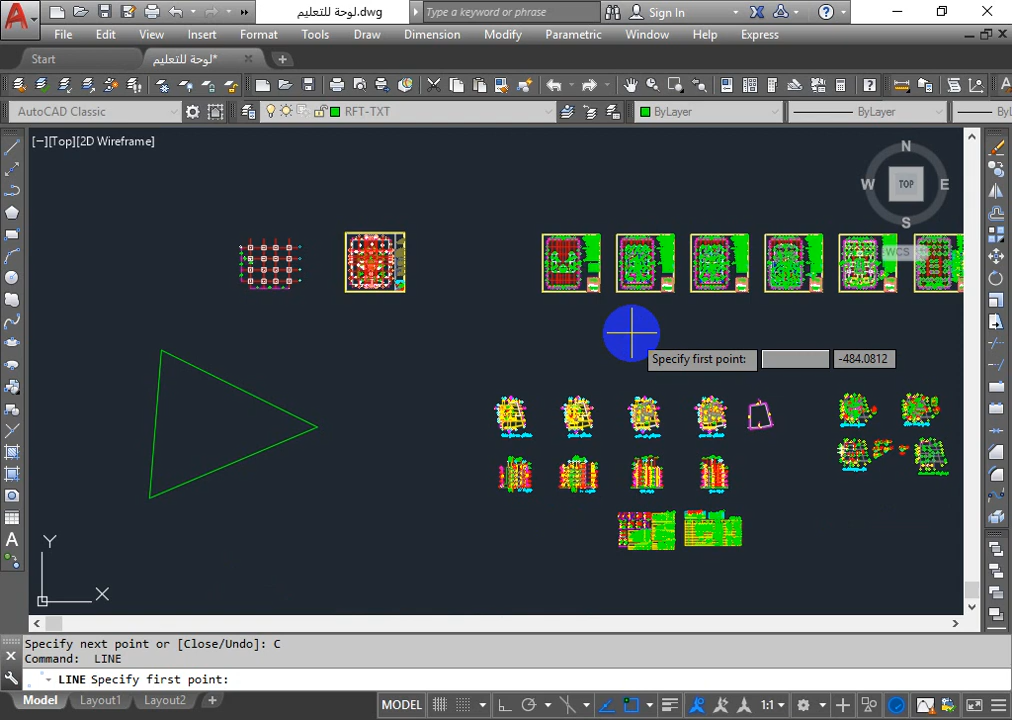 لوحة للتعليم.dwg
Type a keyword or phrase
Sign In
File Edit View Insert Format Tools Draw Dimension Modify Parametric Window Help Express
Start
لوحة للتعليم*
AutoCAD Classic
RFT-TXT
ByLayer
ByLayer
[−][Top][2D Wireframe]
N
W TOP E
S
WCS
Specify first point:
-484.0812
Y
X
Specify next point or [Close/Undo]: C
Command: LINE
LINE Specify first point:
Model Layout1 Layout2
MODEL
1:1